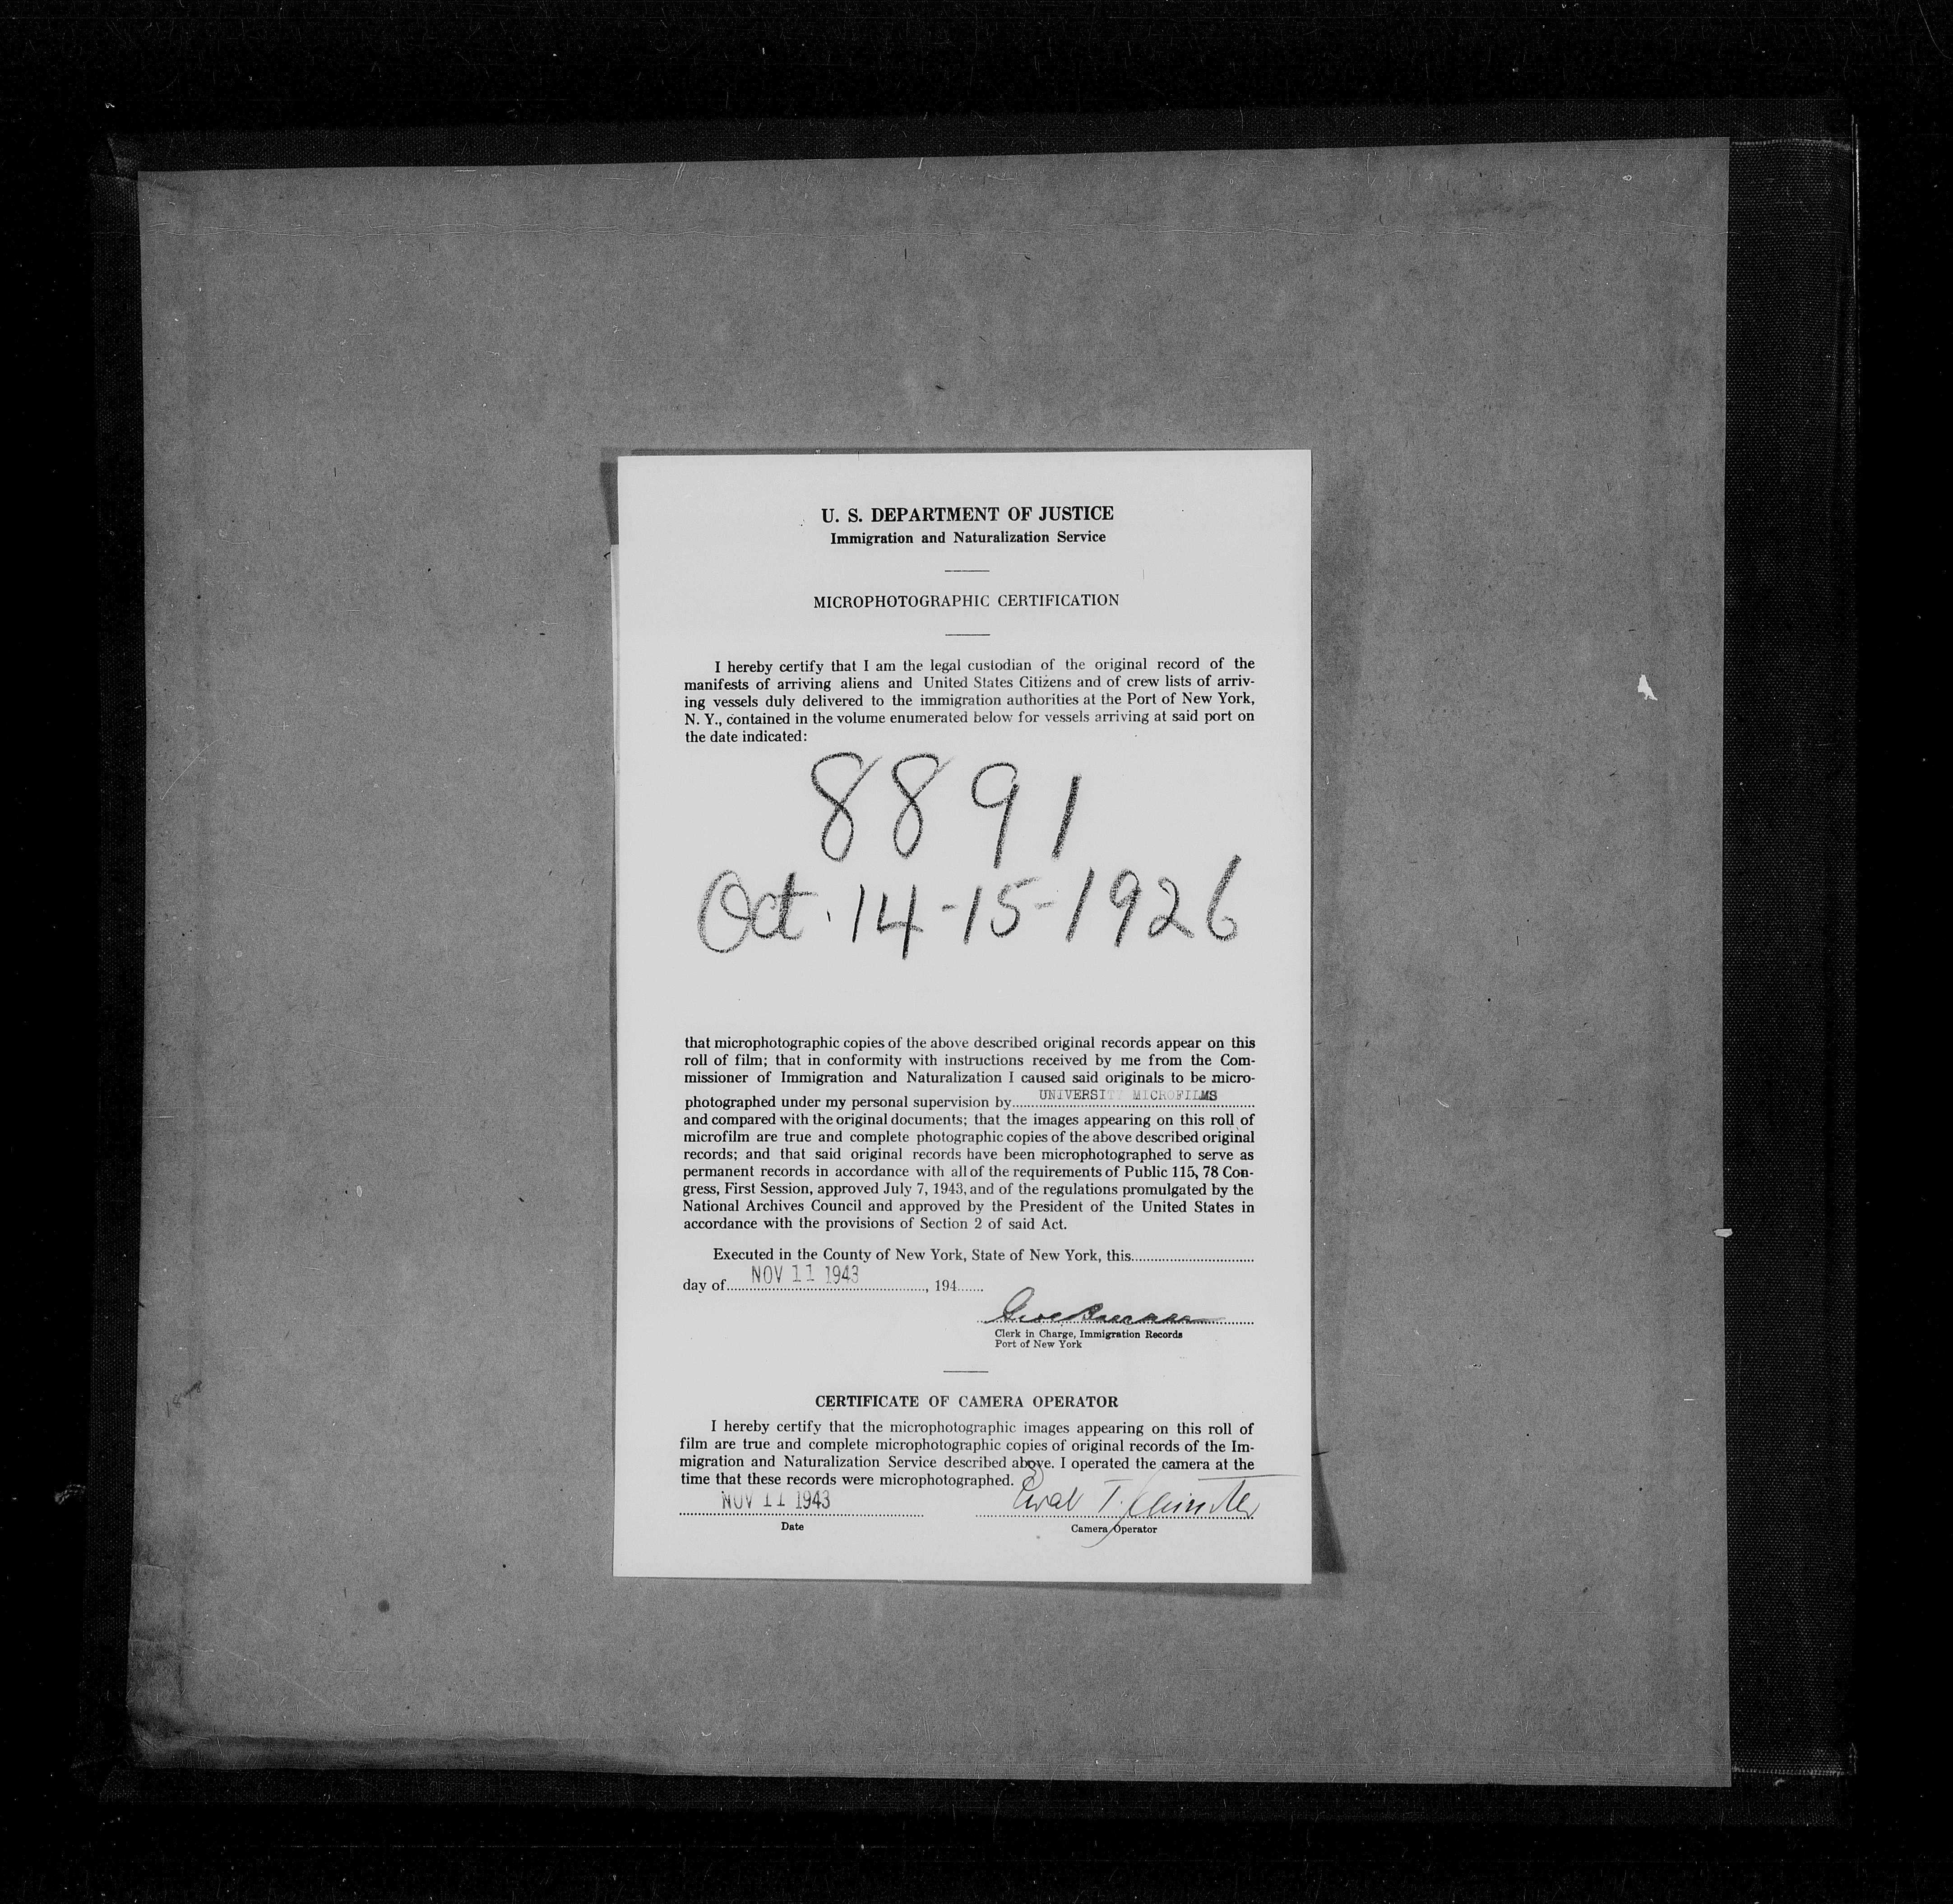 U. S. DEPARTMENT OF JUSTICE
Immigration and Naturalization Service
MICROPHOTOGRAPHIC CERTIFICATION
I hereby certify that I am the legal custodian of the original record of the
manifests of arriving aliens and United States Citizens and of crew lists of arriv-
ing vessels duly delivered to the immigration authorities at the Port of New York,
N. Y., contained in the volume enumerated below for vessels arriving at said port on
the date indicated:
8891
Oct. 14-15-1926
that microphotographic copies of the above described original records appear on this
roll of film; that in conformity with instructions received by me from the Com-
missioner of Immigration and Naturalization I caused said originals to be micro-
photographed under my personal supervision by UNIVERSITY MICROFILMS
and compared with the original documents; that the images appearing on this roll of
microfilm are true and complete photographic copies of the above described original
records; and that said original records have been microphotographed to serve as
permanent records in accordance with all of the requirements of Public 115, 78 Con-
gress, First Session, approved July 7, 1943, and of the regulations promulgated by the
National Archives Council and approved by the President of the United States in
accordance with the provisions of Section 2 of said Act.
Executed in the County of New York, State of New York, this
day of NOV 11 1943, 194
Clerk in Charge, Immigration Records
Port of New York
CERTIFICATE OF CAMERA OPERATOR
I hereby certify that the microphotographic images appearing on this roll of
film are true and complete microphotographic copies of original records of the Im-
migration and Naturalization Service described above. I operated the camera at the
time that these records were microphotographed.
NOV 11 1943
Date
Camera Operator